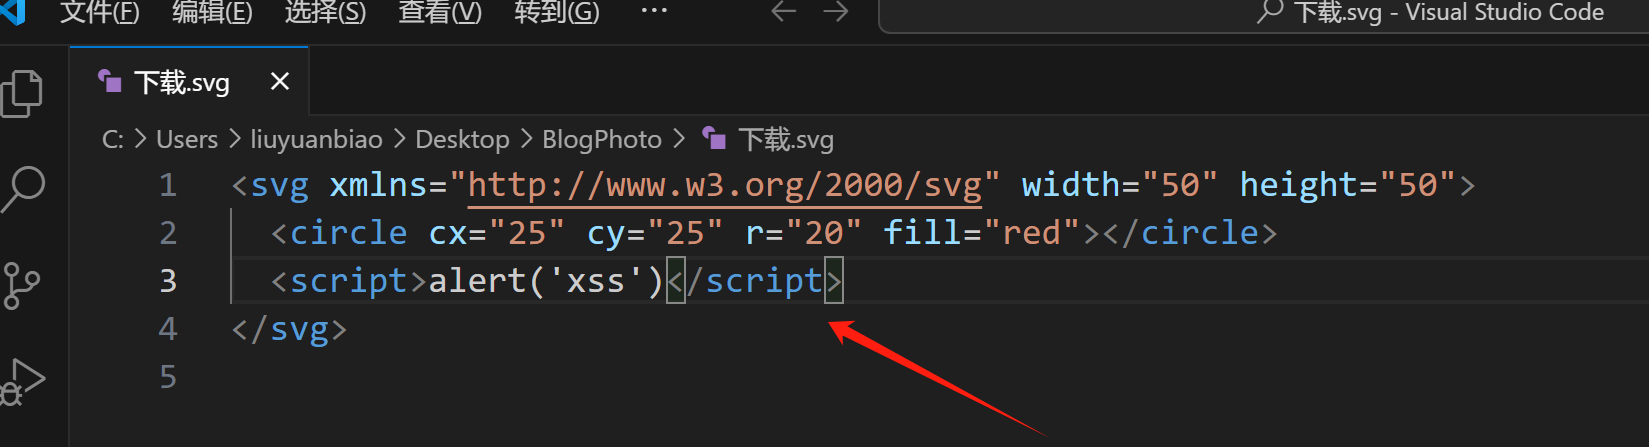 文件(F) 编辑(E) 选择(S) 查看(V) 转到(G) ··· 下载.svg - Visual Studio Code
下载.svg
C: > Users > liuyuanbiao > Desktop > BlogPhoto > 下载.svg
1 <svg xmlns="http://www.w3.org/2000/svg" width="50" height="50">
2 <circle cx="25" cy="25" r="20" fill="red"></circle>
3 <script>alert('xss')</script>
4 </svg>
5